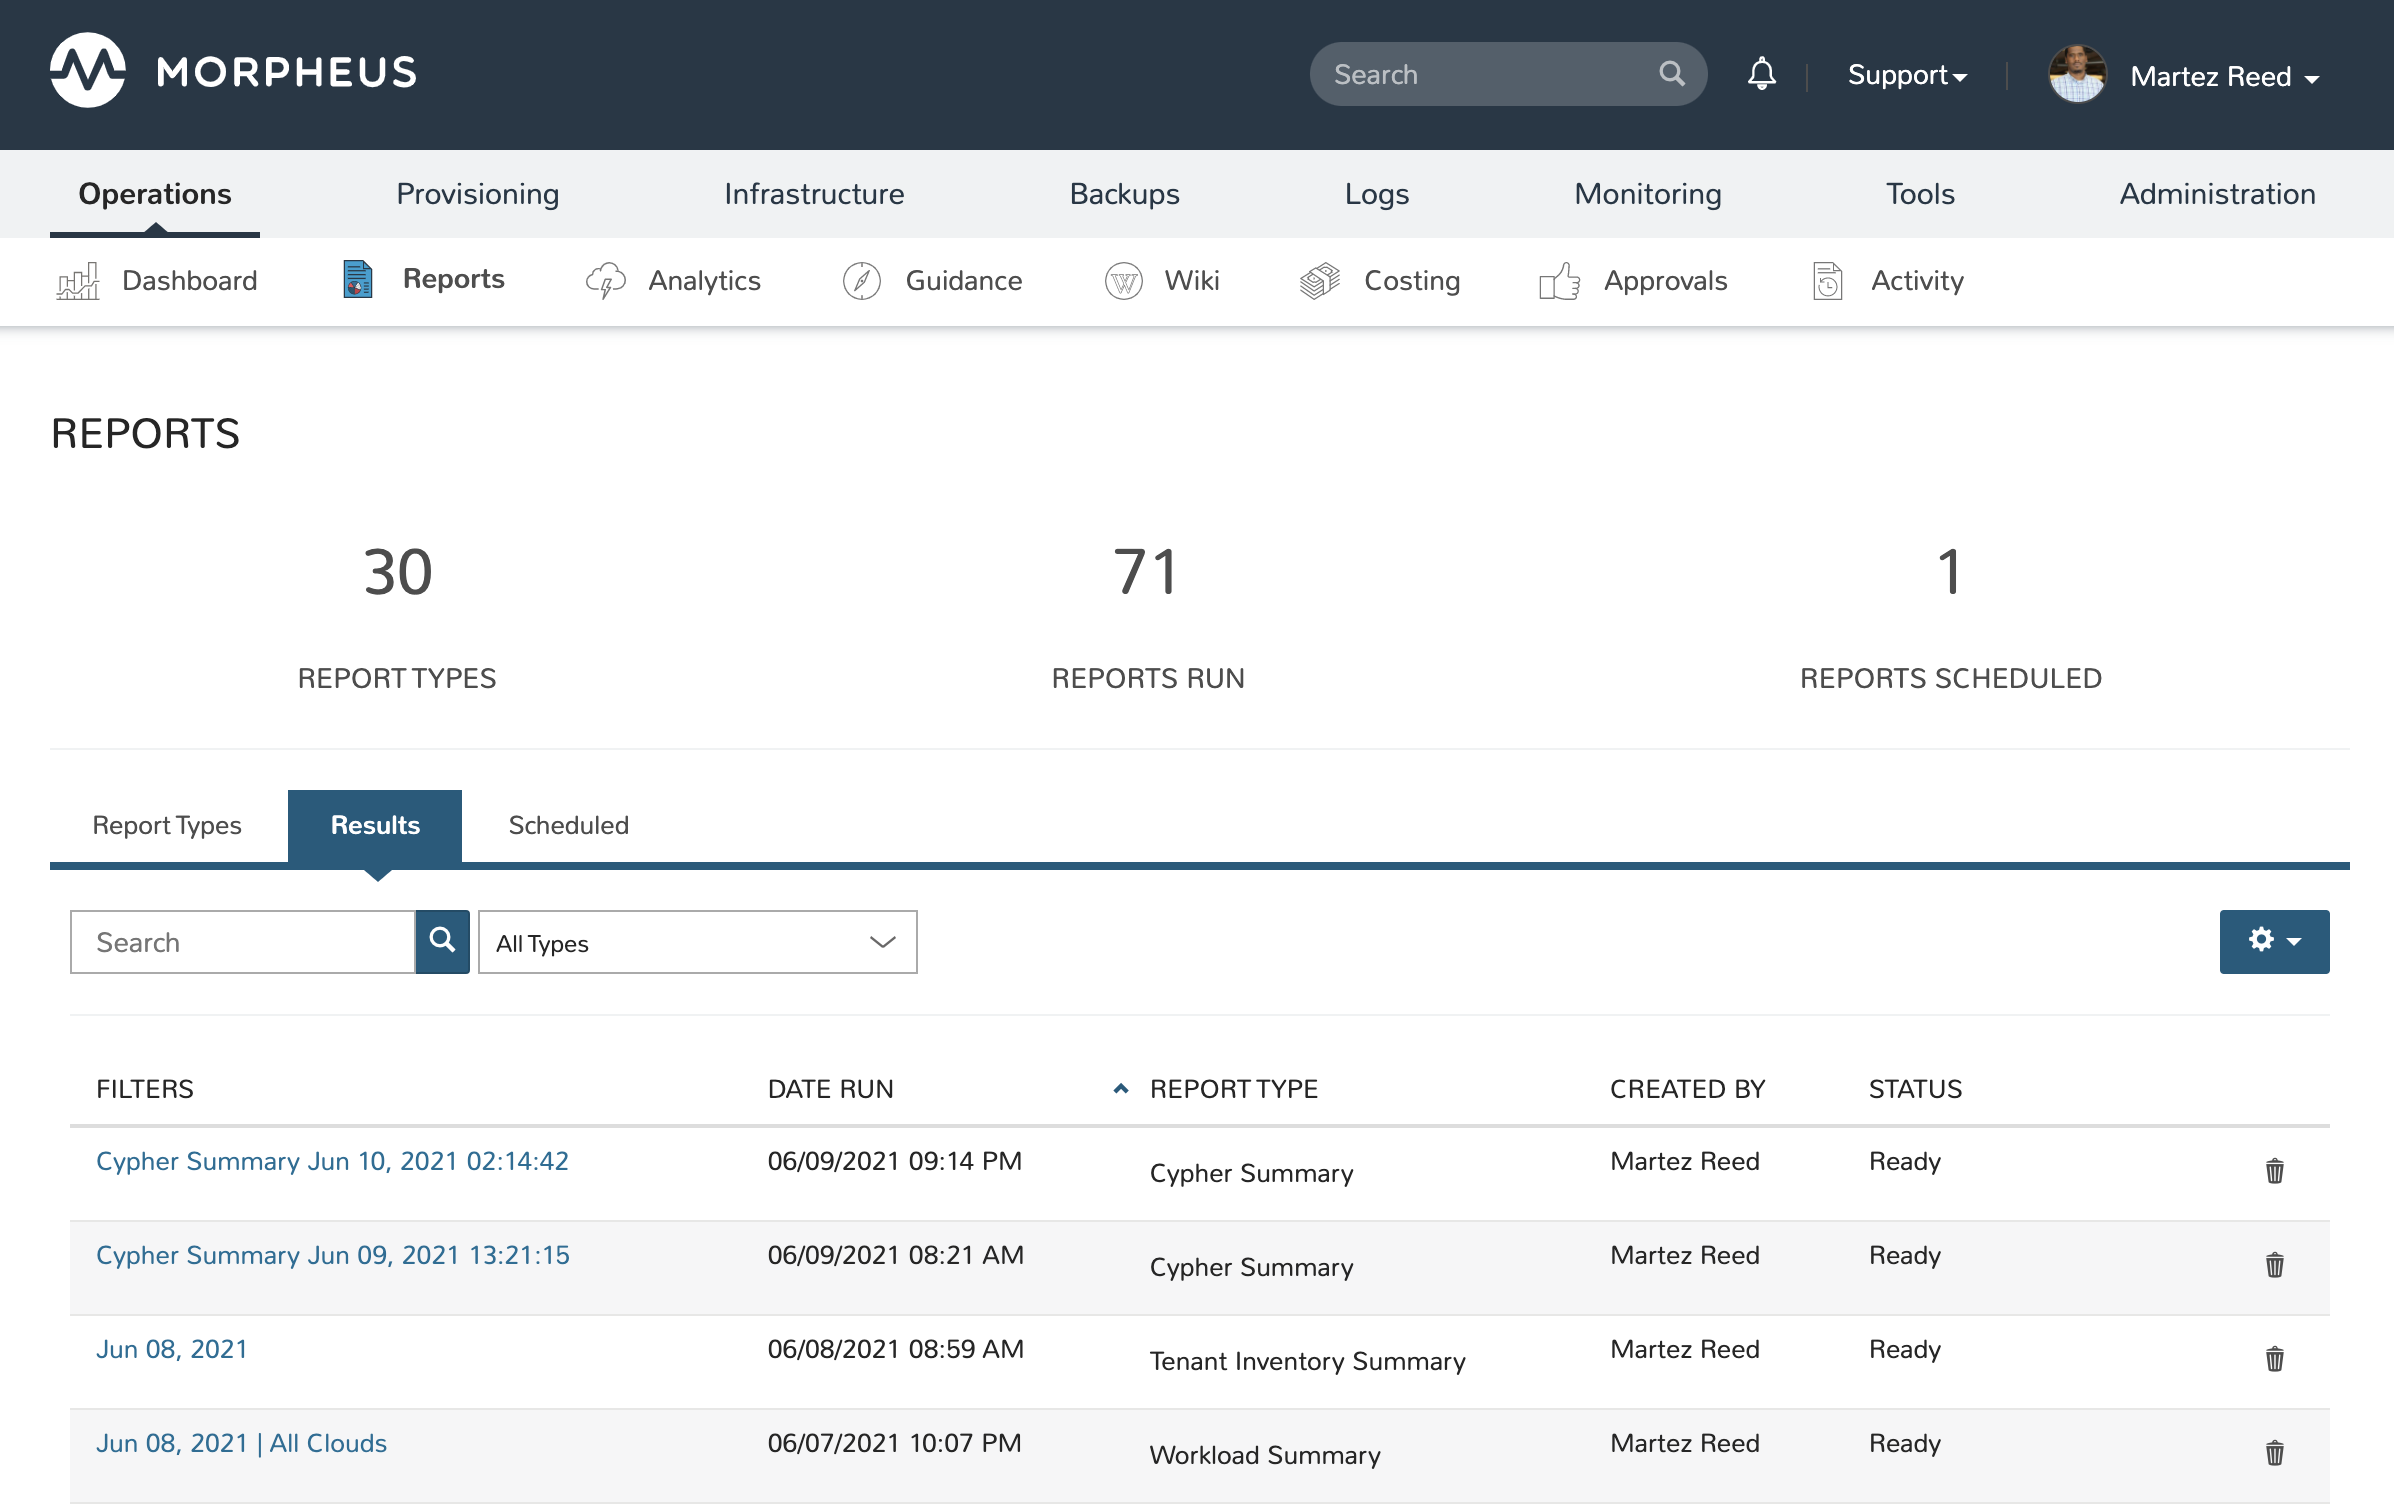 MORPHEUS
Search
Support
Martez Reed
Operations Provisioning Infrastructure Backups Logs Monitoring Tools Administration
Dashboard Reports Analytics Guidance Wiki Costing Approvals Activity
REPORTS
30 71 1
REPORT TYPES REPORTS RUN REPORTS SCHEDULED
Report Types Results Scheduled
Search All Types
FILTERS DATE RUN REPORT TYPE CREATED BY STATUS
Cypher Summary Jun 10, 2021 02:14:42 06/09/2021 09:14 PM Cypher Summary Martez Reed Ready
Cypher Summary Jun 09, 2021 13:21:15 06/09/2021 08:21 AM Cypher Summary Martez Reed Ready
Jun 08, 2021 06/08/2021 08:59 AM Tenant Inventory Summary Martez Reed Ready
Jun 08, 2021 | All Clouds 06/07/2021 10:07 PM Workload Summary Martez Reed Ready